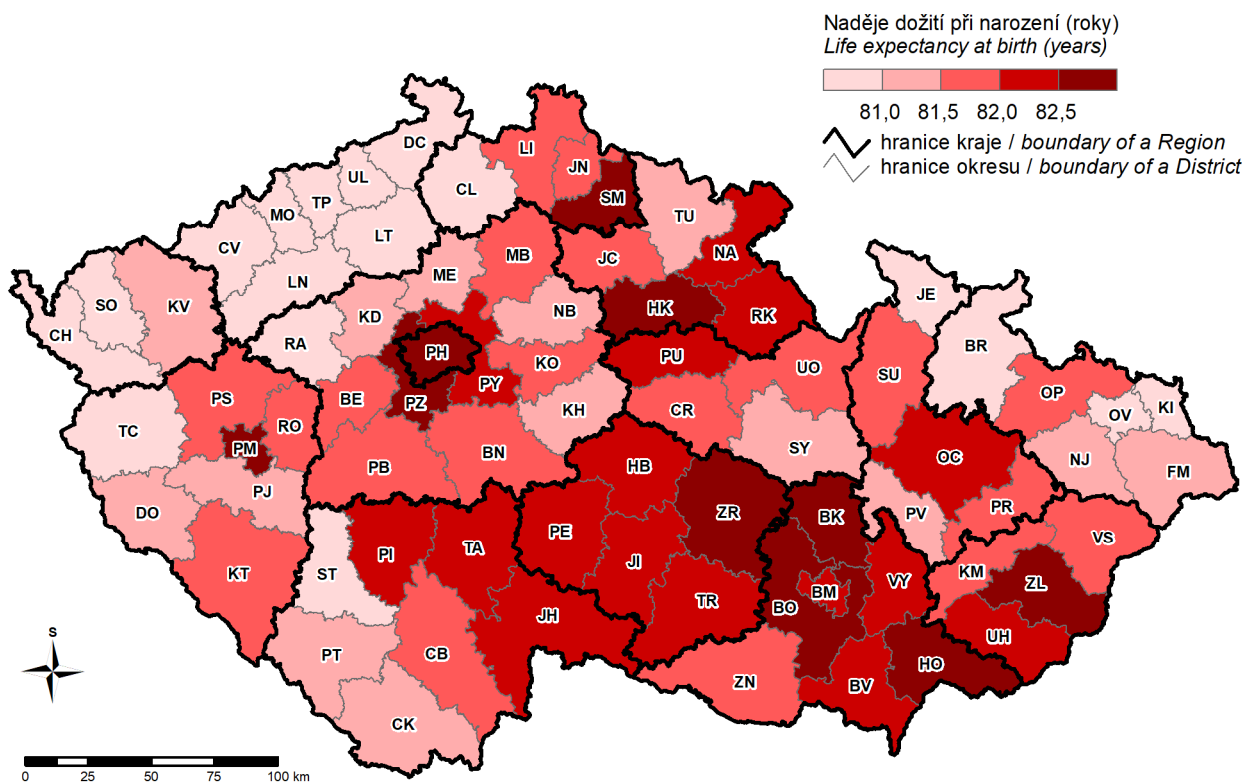 Naděje dožití při narození (roky)
Life expectancy at birth (years)
81,0 81,5 82,0 82,5
hranice kraje / boundary of a Region
hranice okresu / boundary of a District
DC
LI
JN
UL
CL
SM
TP
MO
TU
LT
CV
NA
MB
JC
ME
LN
JE
SO
KV
HK
NB
RK
KD
CH
RA
BR
PH
PU
KO
UO
SU
PY
OP
PS
BE
PZ
CR
KH
KI
OV
RO
TC
PM
SY
BN
OC
NJ
HB
PB
FM
PJ
PR
DO
ZR
PV
BK
PE
VS
TA
PI
JI
KT
ST
KM
VY
ZL
BM
TR
BO
JH
UH
PT
CB
HO
ZN
BV
CK
S
0 25 50 75 100 km